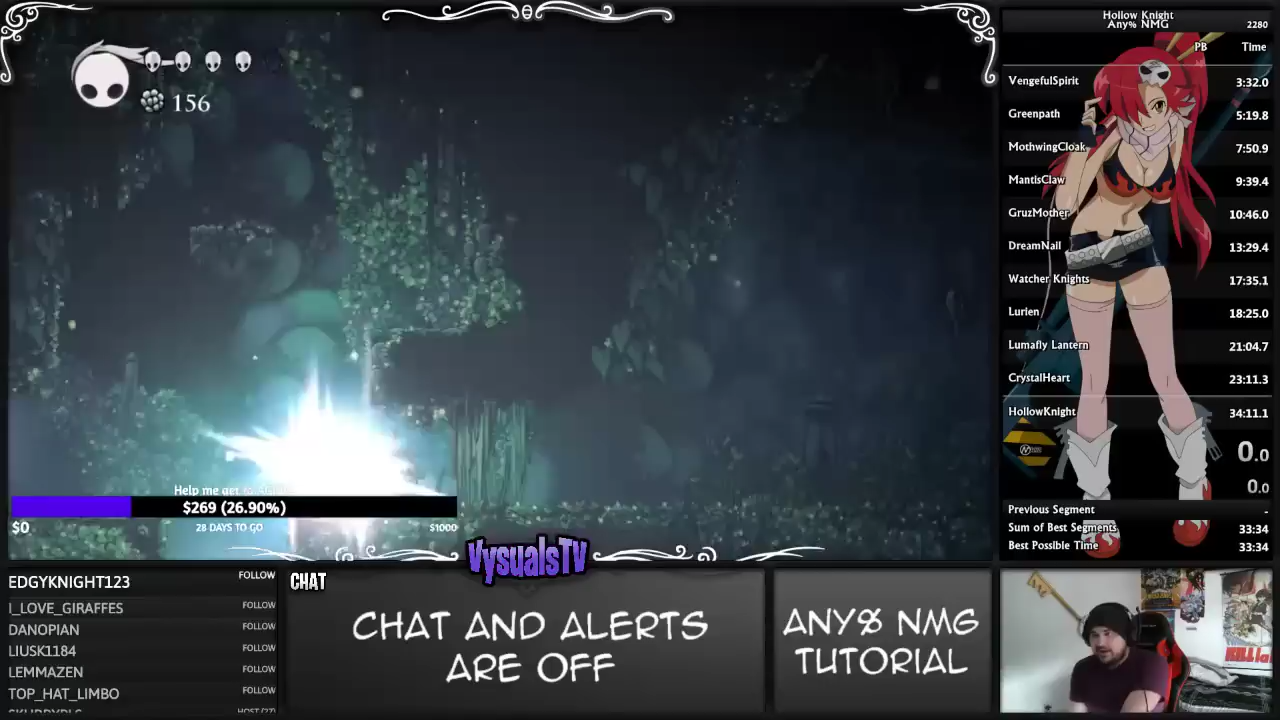 156
Help me get to
$269 (26.90%)
$0
28 DAYS TO GO
$1000
VysualsTV
EDGYKNIGHT123 FOLLOW
I_LOVE_GIRAFFES FOLLOW
DANOPIAN FOLLOW
LIUSK1184 FOLLOW
LEMMAZEN FOLLOW
TOP_HAT_LIMBO FOLLOW
CHAT
CHAT AND ALERTS
ARE OFF
ANY% NMG
TUTORIAL
Hollow Knight
Any% NMG 2280
PB Time
VengefulSpirit 3:32.0
Greenpath 5:19.8
MothwingCloak 7:50.9
MantisClaw 9:39.4
GruzMother 10:46.0
DreamNail 13:29.4
Watcher Knights 17:35.1
Lurien 18:25.0
Lumafly Lantern 21:04.7
CrystalHeart 23:11.3
HollowKnight 34:11.1
0.0
0.0
Previous Segment -
Sum of Best Segments 33:34
Best Possible Time 33:34